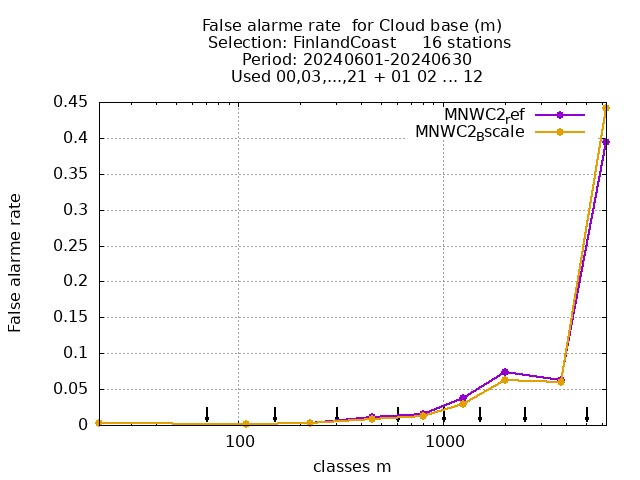 False alarme rate  for Cloud base (m)
Selection: FinlandCoast     16 stations
Period: 20240601-20240630
Used 00,03,...,21 + 01 02 ... 12
MNWC2ref
MNWC2Bscale
0.45
0.4
0.35
0.3
0.25
0.2
0.15
0.1
0.05
0
False alarme rate
100
1000
classes m